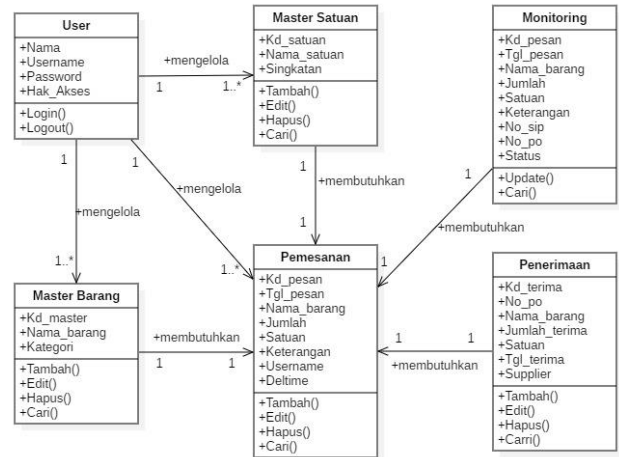 User
+Nama
+Username
+Password
+Hak_Akses
+Login()
+Logout()
+mengelola
1
1..*
Master Satuan
+Kd_satuan
+Nama_satuan
+Singkatan
+Tambah()
+Edit()
+Hapus()
+Cari()
Monitoring
+Kd_pesan
+Tgl_pesan
+Nama_barang
+Jumlah
+Satuan
+Keterangan
+No_sip
+No_po
+Status
+Update()
+Cari()
1
+mengelola
1..*
1
+mengelola
1..*
1
+membutuhkan
1
1
+membutuhkan
1
Master Barang
+Kd_master
+Nama_barang
+Kategori
+Tambah()
+Edit()
+Hapus()
+Cari()
+membutuhkan
1
1
Pemesanan
+Kd_pesan
+Tgl_pesan
+Nama_barang
+Jumlah
+Satuan
+Keterangan
+Username
+Deltime
+Tambah()
+Edit()
+Hapus()
+Cari()
1
1
+membutuhkan
Penerimaan
+Kd_terima
+No_po
+Nama_barang
+Jumlah_terima
+Satuan
+Tgl_terima
+Supplier
+Tambah()
+Edit()
+Hapus()
+Carri()